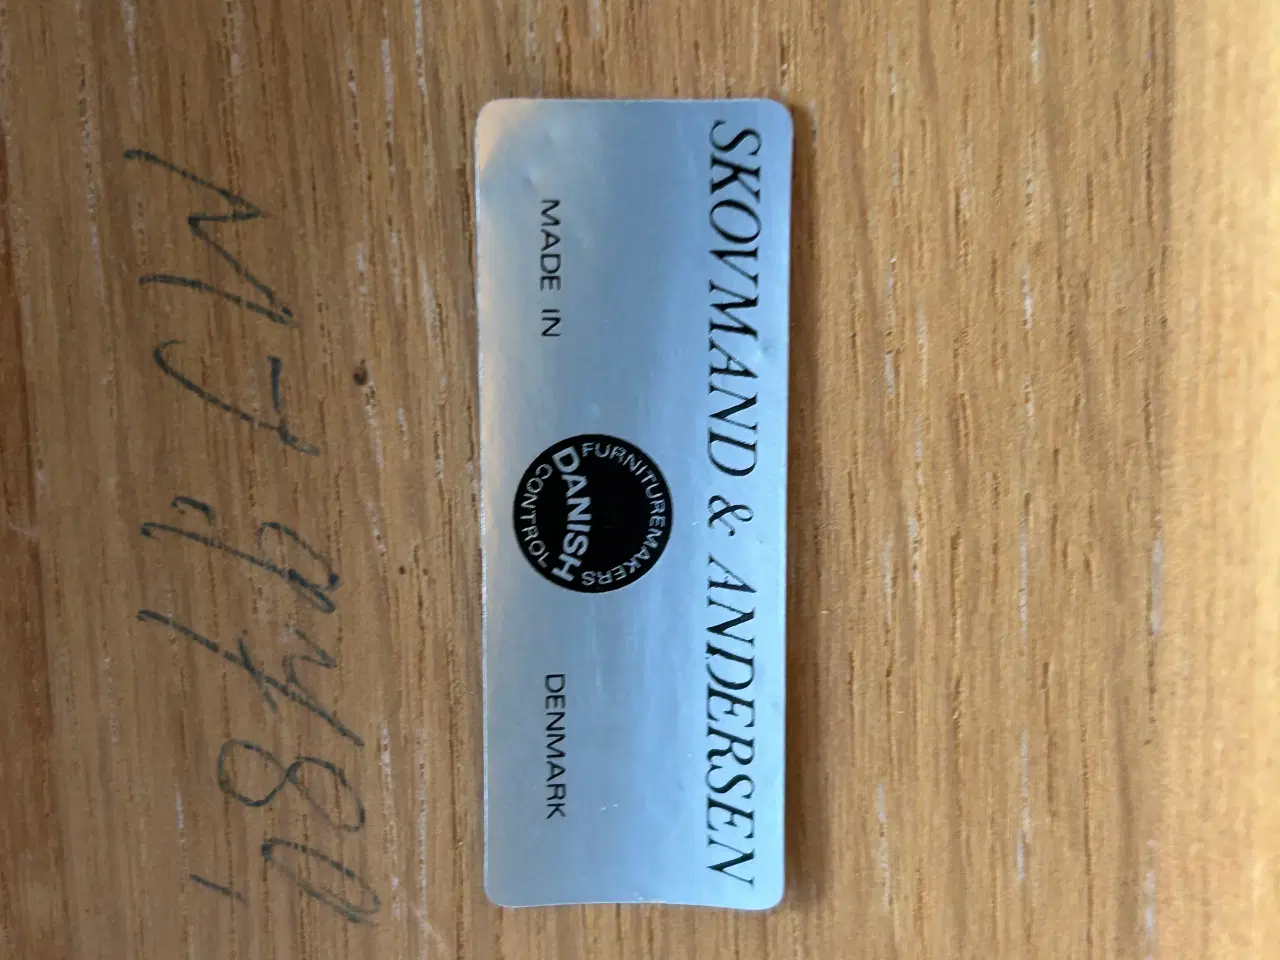 SKOVMAND & ANDERSEN
FURNITUREMAKERS
DANISH
CONTROL
MADE IN
DENMARK